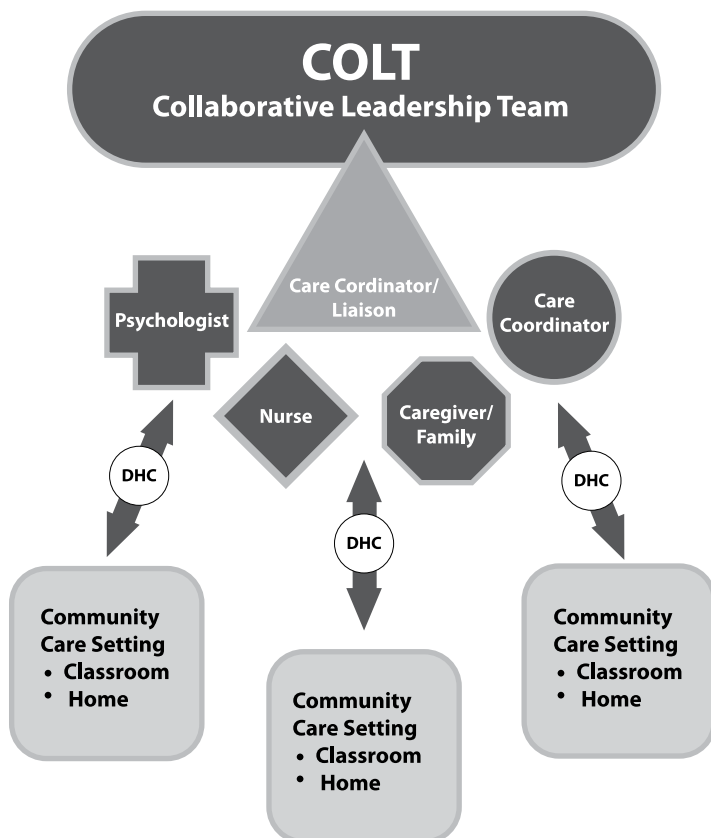 COLT
Collaborative Leadership Team
Care Cordinator/
Liaison
Psychologist
Care
Coordinator
Nurse
Caregiver/
Family
DHC
DHC
DHC
Community
Care Setting
• Classroom
• Home
Community
Care Setting
• Classroom
• Home
Community
Care Setting
• Classroom
• Home